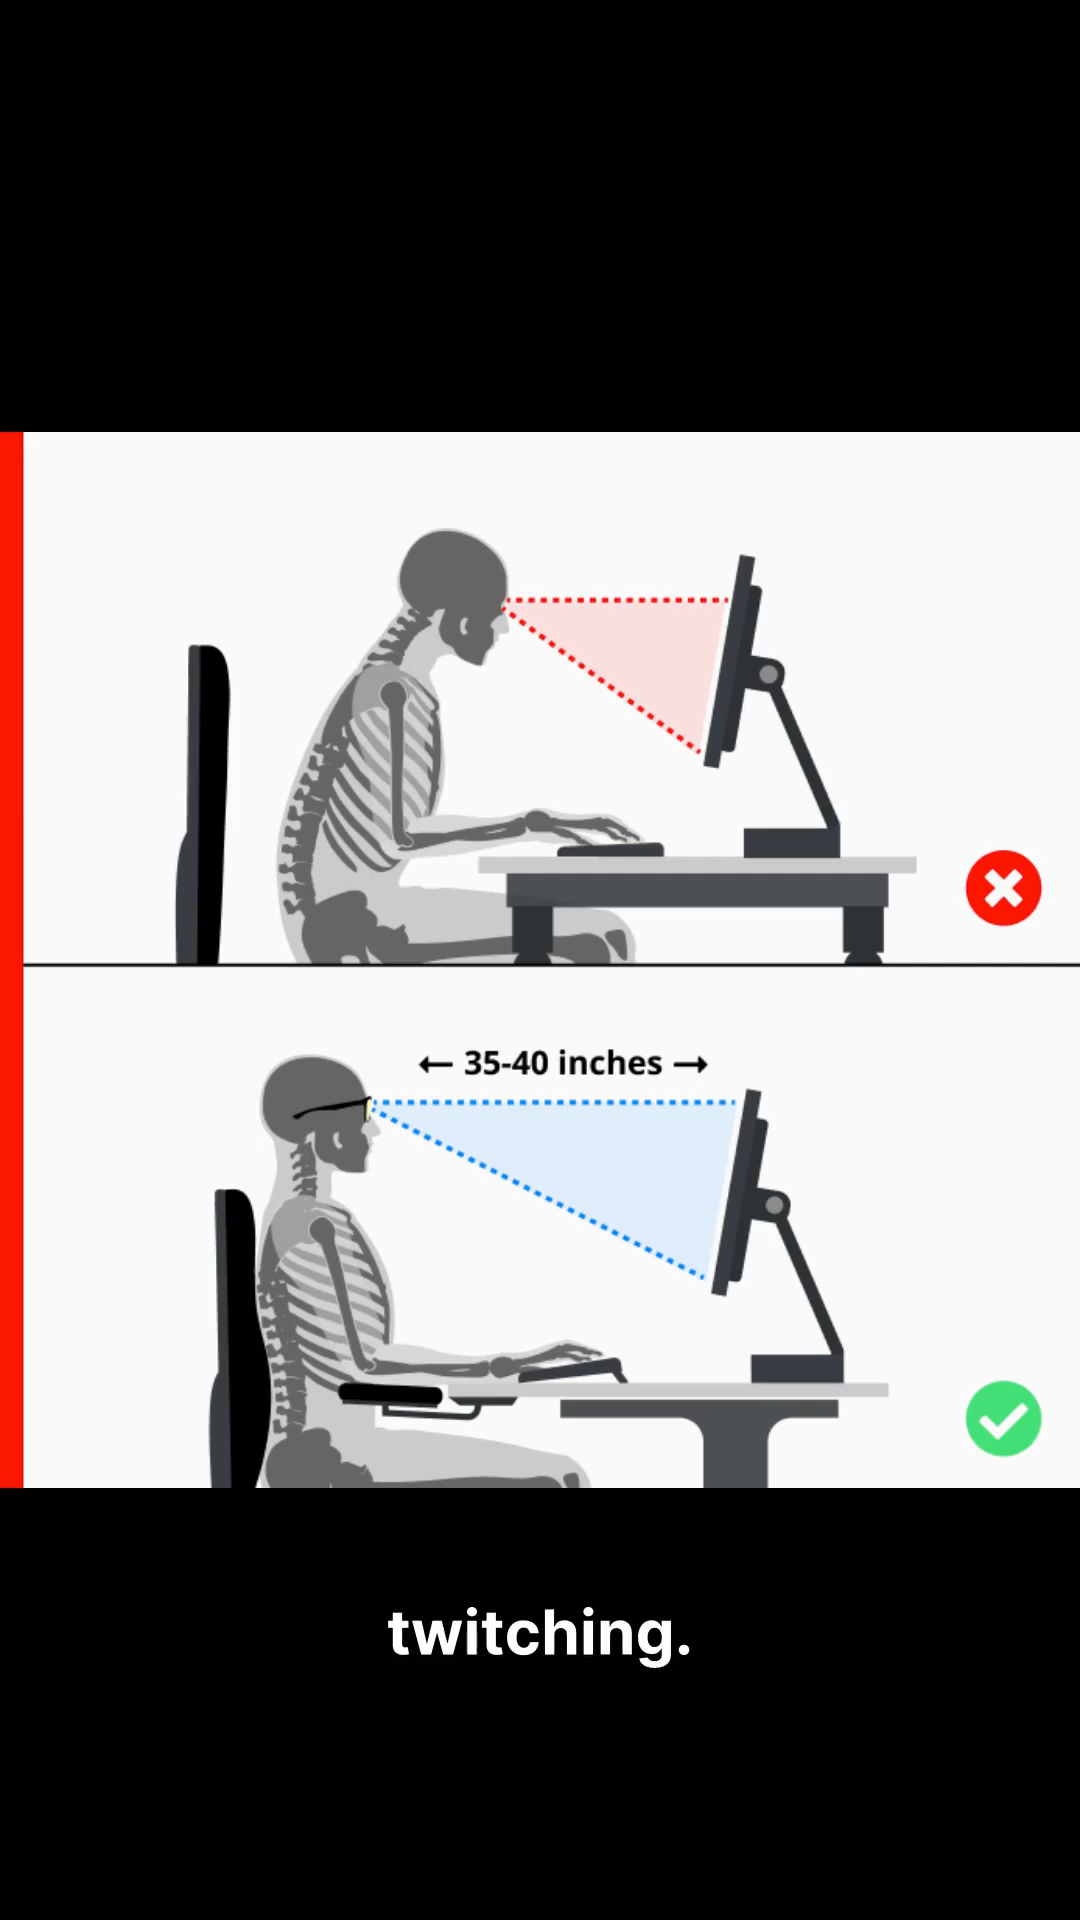 ← 35-40 inches →
twitching.